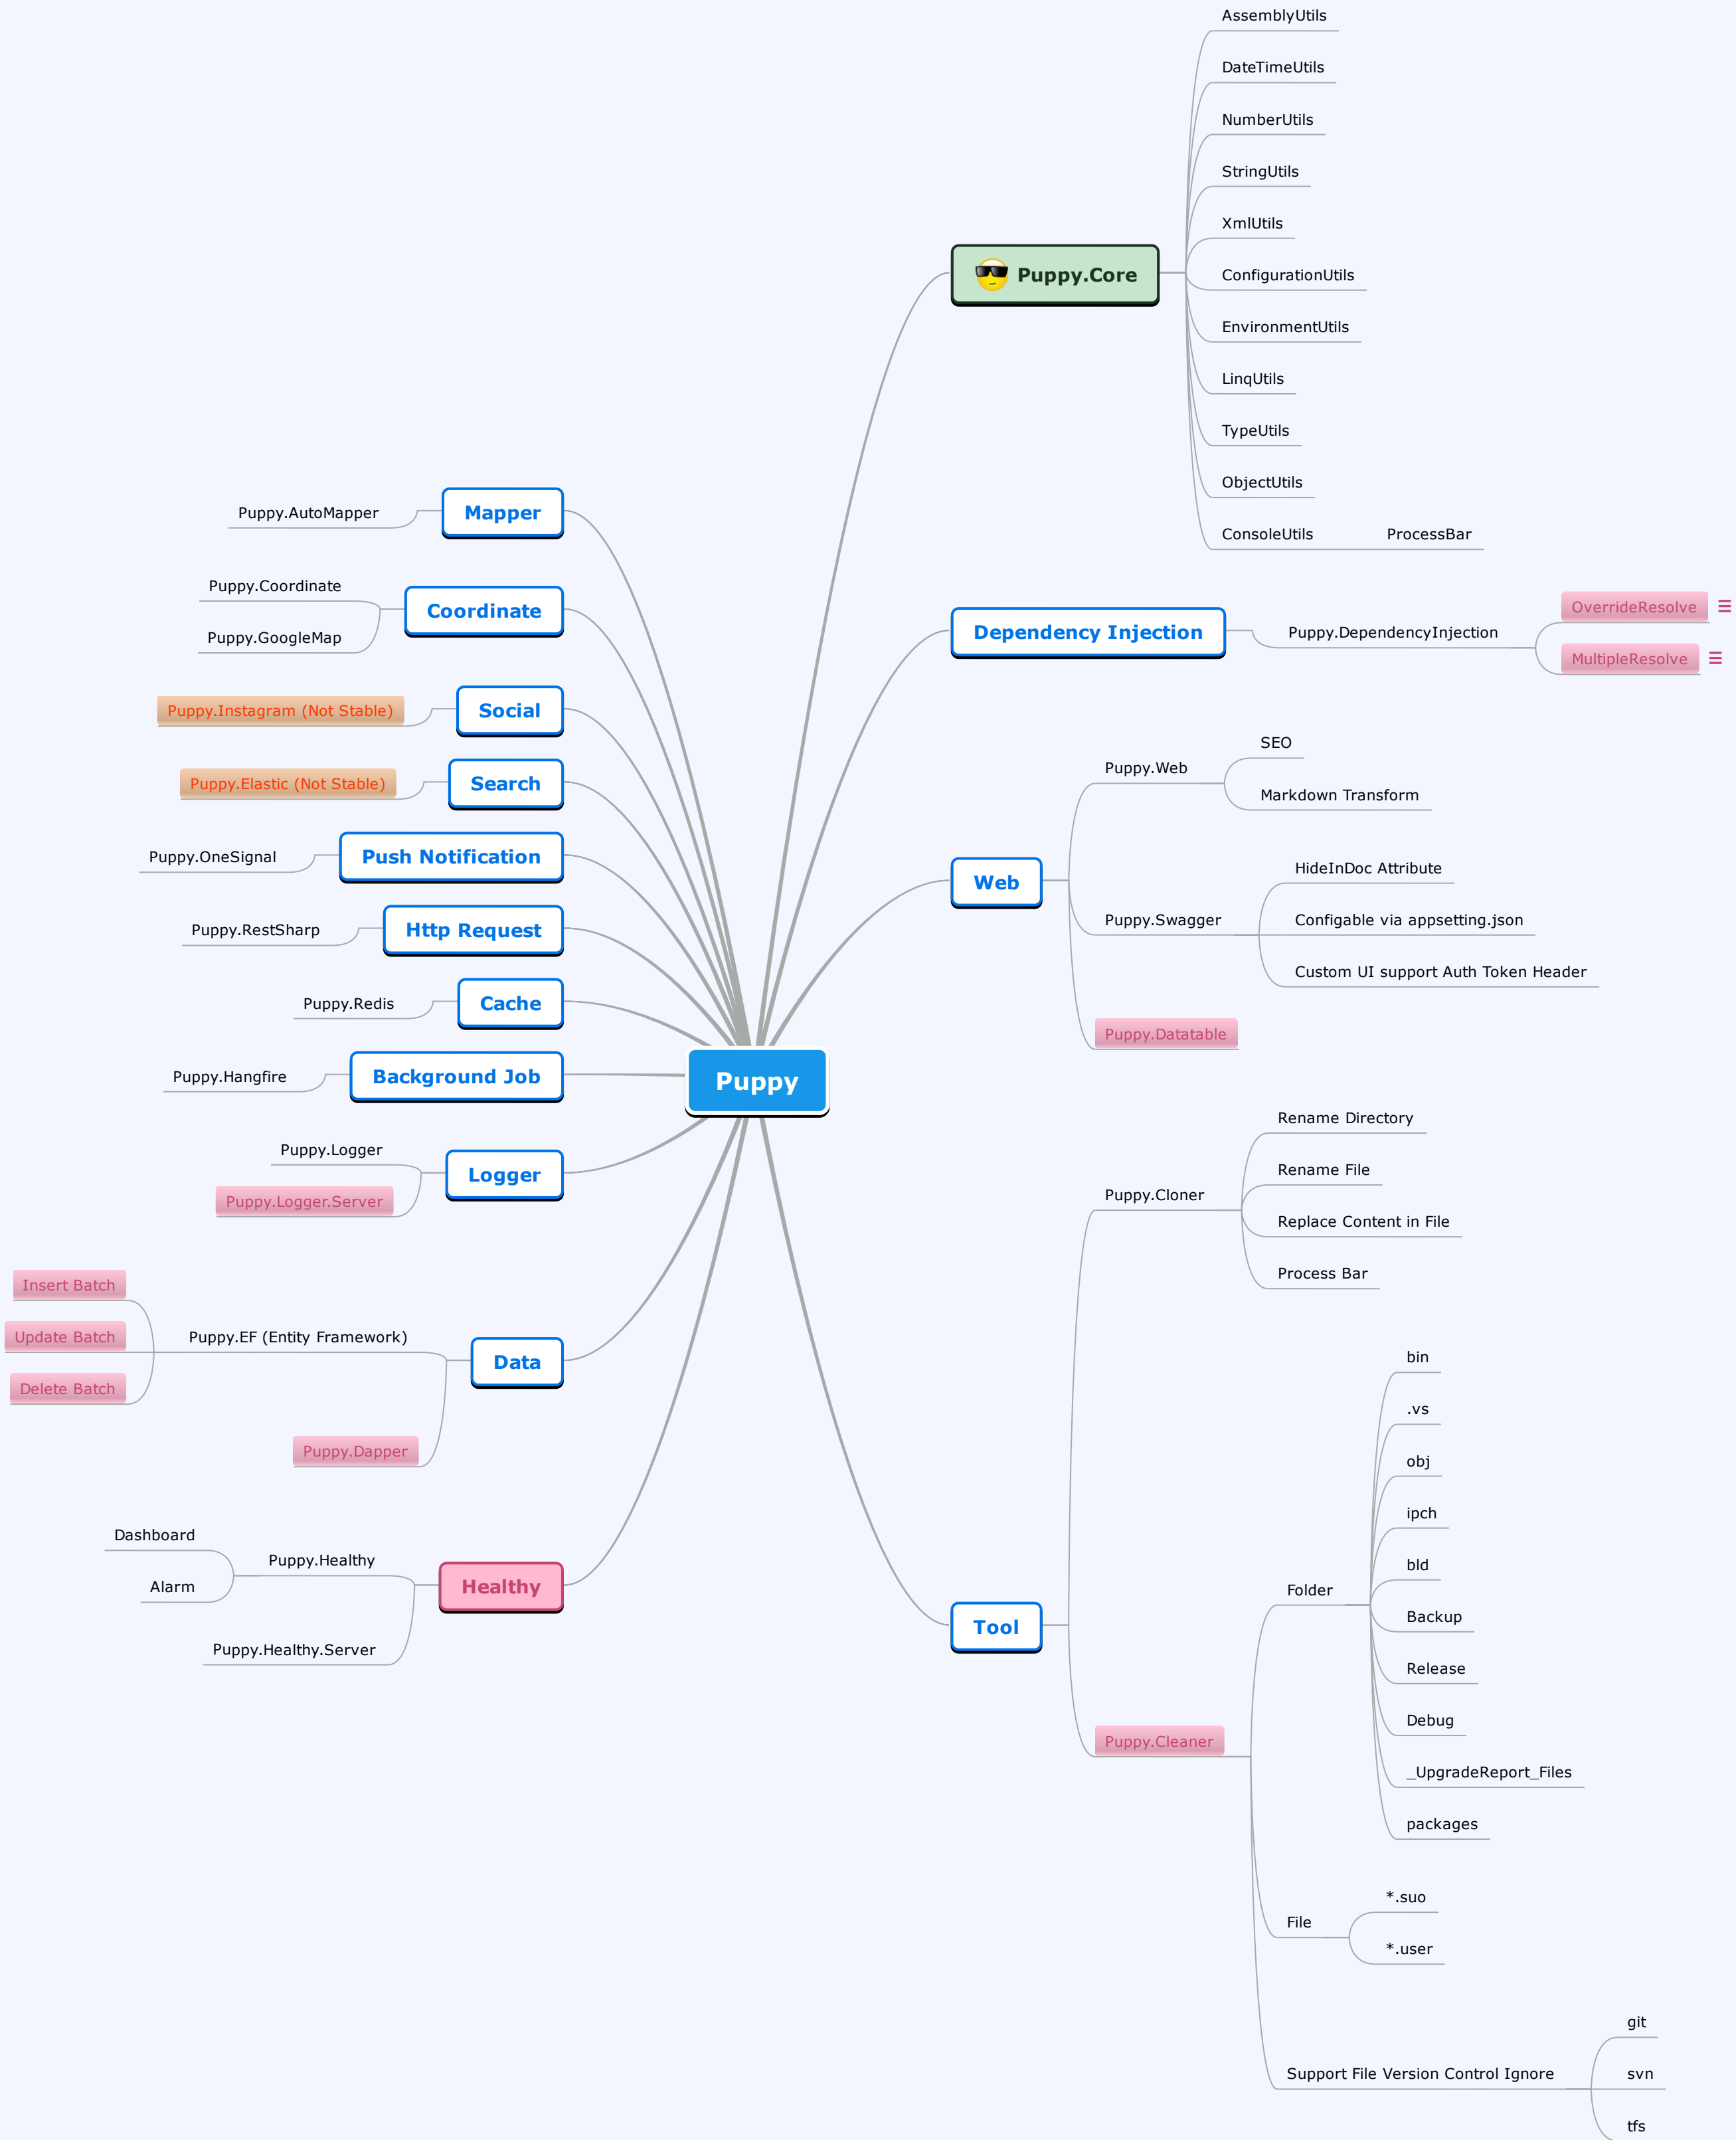 Puppy
Puppy.Core
AssemblyUtils
DateTimeUtils
NumberUtils
StringUtils
XmlUtils
ConfigurationUtils
EnvironmentUtils
LinqUtils
TypeUtils
ObjectUtils
ConsoleUtils
ProcessBar
Dependency Injection
Puppy.DependencyInjection
OverrideResolve
MultipleResolve
Web
Puppy.Web
SEO
Markdown Transform
Puppy.Swagger
HideInDoc Attribute
Configable via appsetting.json
Custom UI support Auth Token Header
Puppy.Datatable
Tool
Puppy.Cloner
Rename Directory
Rename File
Replace Content in File
Process Bar
Puppy.Cleaner
Folder
bin
.vs
obj
ipch
bld
Backup
Release
Debug
_UpgradeReport_Files
packages
File
*.suo
*.user
Support File Version Control Ignore
git
svn
tfs
Mapper
Puppy.AutoMapper
Coordinate
Puppy.Coordinate
Puppy.GoogleMap
Social
Puppy.Instagram (Not Stable)
Search
Puppy.Elastic (Not Stable)
Push Notification
Puppy.OneSignal
Http Request
Puppy.RestSharp
Cache
Puppy.Redis
Background Job
Puppy.Hangfire
Logger
Puppy.Logger
Puppy.Logger.Server
Data
Puppy.EF (Entity Framework)
Insert Batch
Update Batch
Delete Batch
Puppy.Dapper
Healthy
Puppy.Healthy
Dashboard
Alarm
Puppy.Healthy.Server